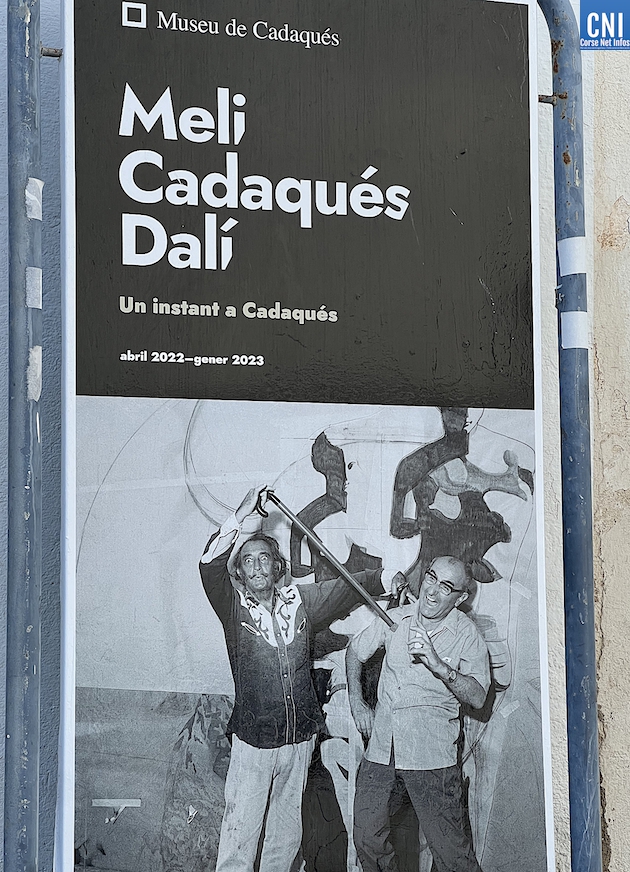 CNI
Corse Net Infos
Museu de Cadaqués
Meli
Cadaqués
Dalí
Un instant a Cadaqués
abril 2022—gener 2023